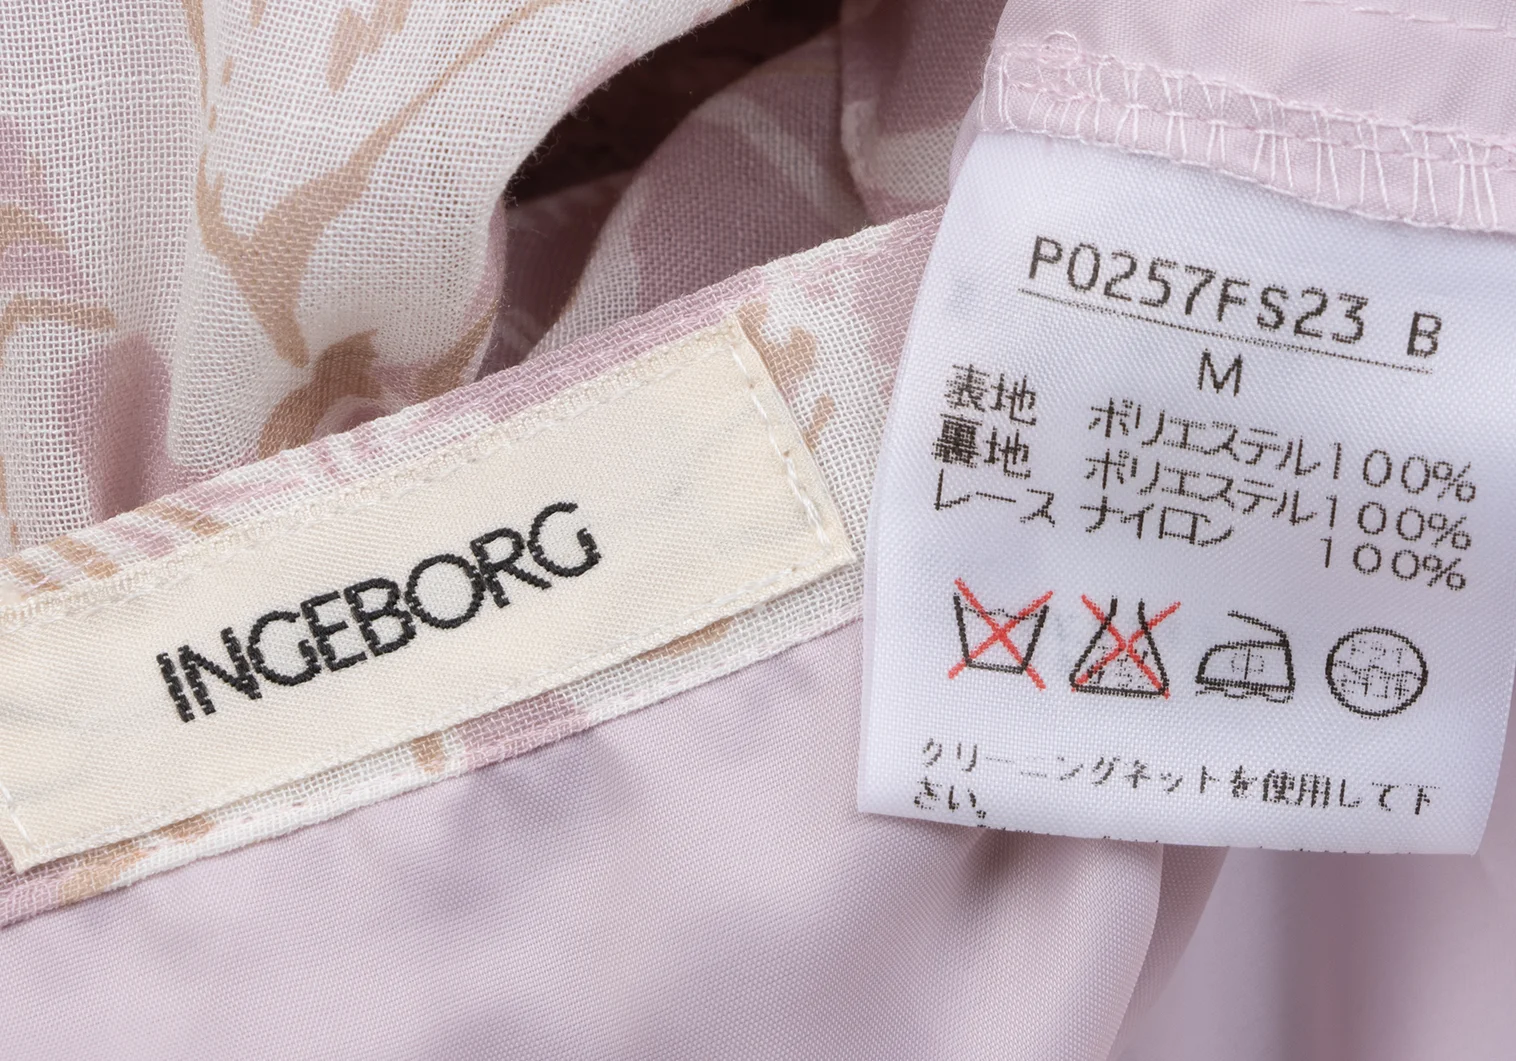 INGEBORG
P0257FS23 B
M
表地 ポリエステル100%
裏地 ポリエステル100%
レース ナイロン 100%
クリーニングネットを使用して下
さい。